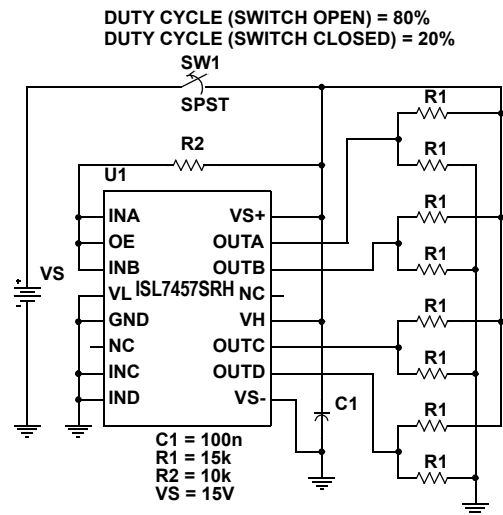 DUTY CYCLE (SWITCH OPEN) = 80%
DUTY CYCLE (SWITCH CLOSED) = 20%
SW1
SPST
R1
R2
R1
U1
INA
VS+
R1
OE
OUTA
INB
OUTB
R1
VS
VL
ISL7457SRH
NC
GND
VH
R1
NC
OUTC
INC
OUTD
R1
IND
VS-
C1
R1
C1 = 100n
R1 = 15k
R2 = 10k
VS = 15V
R1